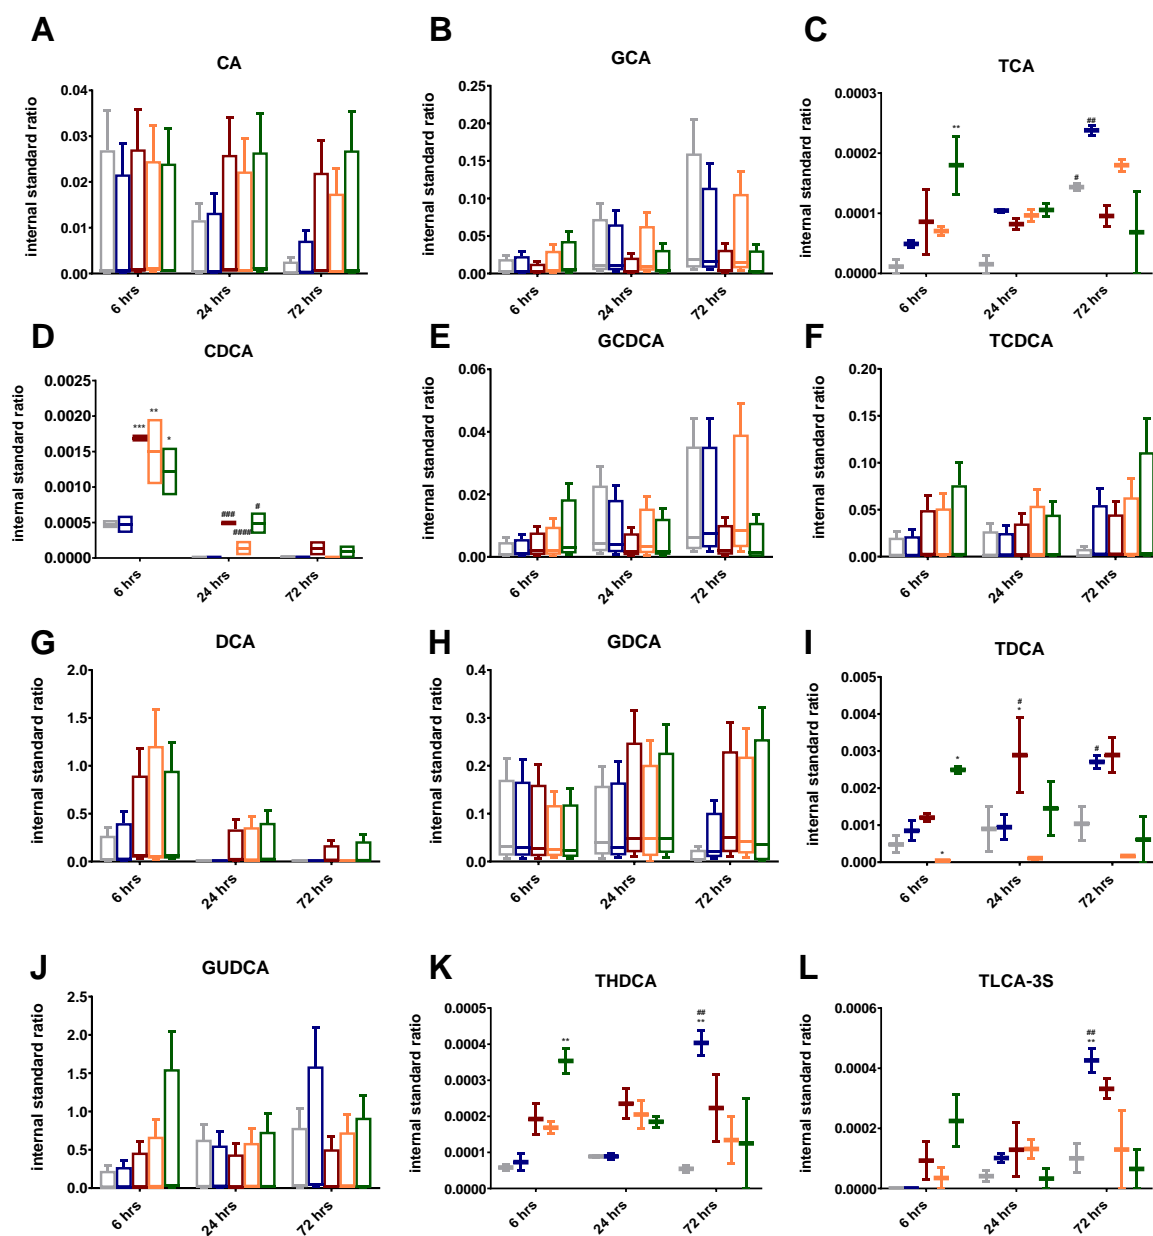 A
CA
internal standard ratio
0.04
0.03
0.02
0.01
0.00
6 hrs
24 hrs
72 hrs
B
GCA
internal standard ratio
0.25
0.20
0.15
0.10
0.05
0.00
6 hrs
24 hrs
72 hrs
C
TCA
internal standard ratio
0.0003
0.0002
0.0001
0.0000
**
#
##
6 hrs
24 hrs
72 hrs
D
CDCA
internal standard ratio
0.0025
0.0020
0.0015
0.0010
0.0005
0.0000
***
**
*
###
####
#
6 hrs
24 hrs
72 hrs
E
GCDCA
internal standard ratio
0.06
0.04
0.02
0.00
6 hrs
24 hrs
72 hrs
F
TCDCA
internal standard ratio
0.20
0.15
0.10
0.05
0.00
6 hrs
24 hrs
72 hrs
G
DCA
internal standard ratio
2.0
1.5
1.0
0.5
0.0
6 hrs
24 hrs
72 hrs
H
GDCA
internal standard ratio
0.4
0.3
0.2
0.1
0.0
6 hrs
24 hrs
72 hrs
I
TDCA
internal standard ratio
0.005
0.004
0.003
0.002
0.001
0.000
*
*
#
*
#
6 hrs
24 hrs
72 hrs
J
GUDCA
internal standard ratio
2.5
2.0
1.5
1.0
0.5
0.0
6 hrs
24 hrs
72 hrs
K
THDCA
internal standard ratio
0.0005
0.0004
0.0003
0.0002
0.0001
0.0000
**
##
**
6 hrs
24 hrs
72 hrs
L
TLCA-3S
internal standard ratio
0.0006
0.0004
0.0002
0.0000
##
**
6 hrs
24 hrs
72 hrs